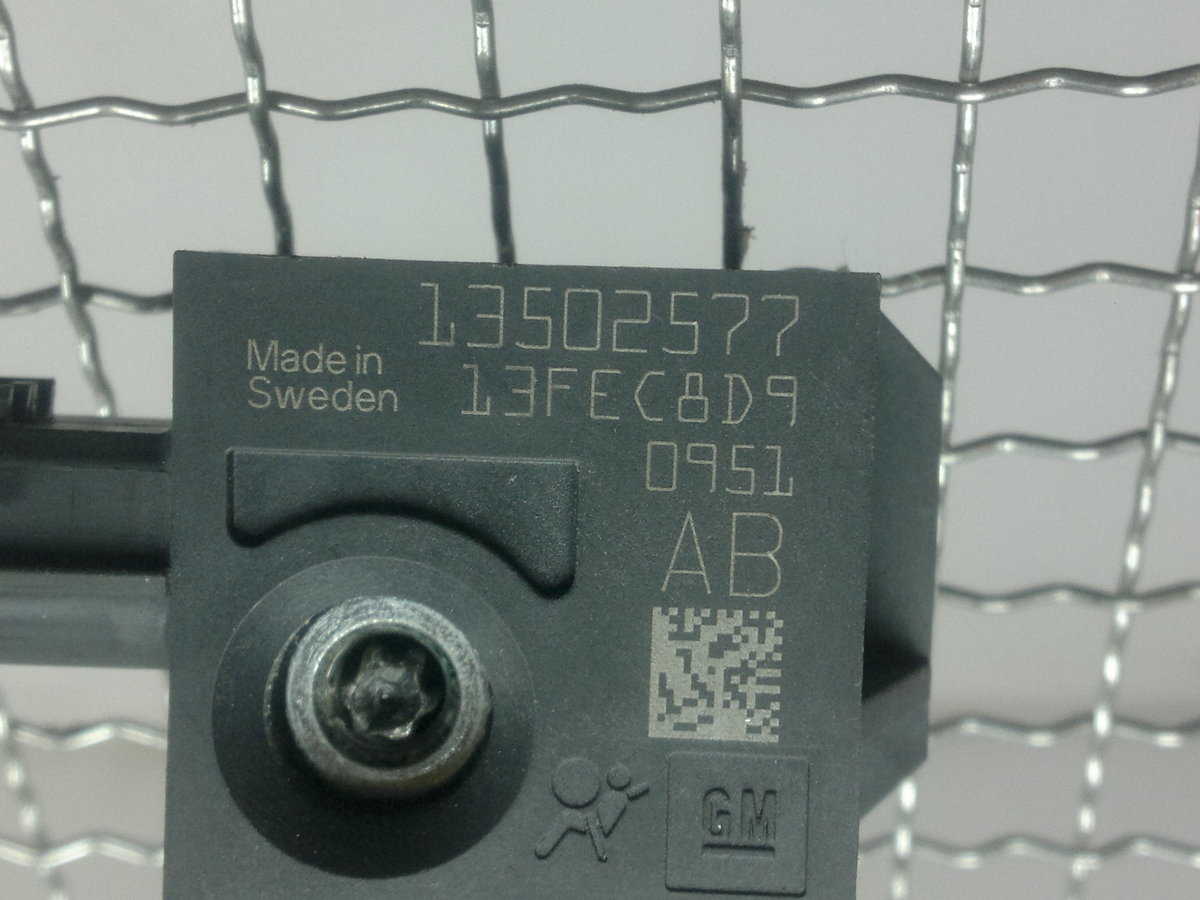 13502577
Made in
Sweden
13FEC8D9
0951
AB
GM